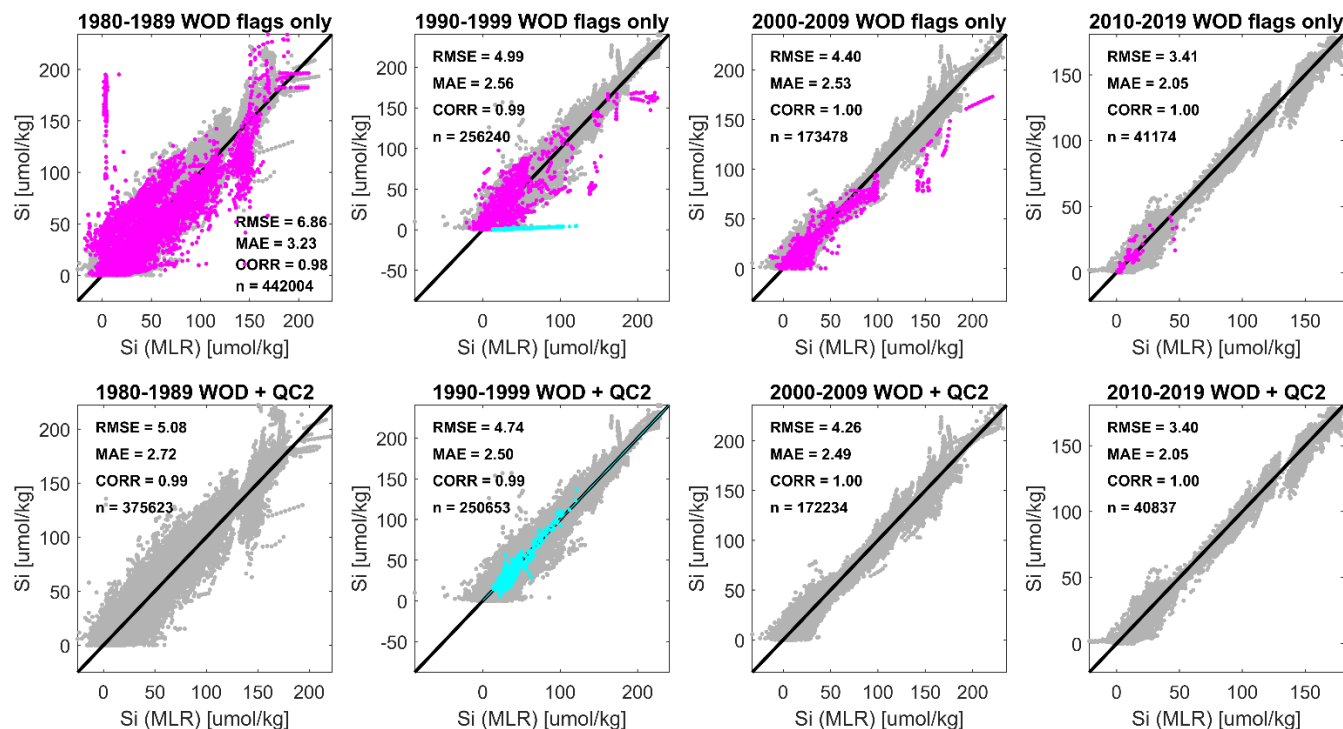 1980-1989 WOD flags only
Si [umol/kg]
200
150
100
50
0
RMSE = 6.86
MAE = 3.23
CORR = 0.98
n = 442004
0 50 100 150 200
Si (MLR) [umol/kg]
1990-1999 WOD flags only
Si [umol/kg]
RMSE = 4.99
MAE = 2.56
CORR = 0.99
n = 256240
200
150
100
50
0
-50
0 100 200
Si (MLR) [umol/kg]
2000-2009 WOD flags only
Si [umol/kg]
RMSE = 4.40
MAE = 2.53
CORR = 1.00
n = 173478
200
150
100
50
0
0 50 100 150 200
Si (MLR) [umol/kg]
2010-2019 WOD flags only
Si [umol/kg]
RMSE = 3.41
MAE = 2.05
CORR = 1.00
n = 41174
150
100
50
0
0 50 100 150
Si (MLR) [umol/kg]
1980-1989 WOD + QC2
Si [umol/kg]
RMSE = 5.08
MAE = 2.72
CORR = 0.99
n = 375623
200
150
100
50
0
0 50 100 150 200
Si (MLR) [umol/kg]
1990-1999 WOD + QC2
Si [umol/kg]
RMSE = 4.74
MAE = 2.50
CORR = 0.99
n = 250653
200
150
100
50
0
-50
0 100 200
Si (MLR) [umol/kg]
2000-2009 WOD + QC2
Si [umol/kg]
RMSE = 4.26
MAE = 2.49
CORR = 1.00
n = 172234
200
150
100
50
0
0 50 100 150 200
Si (MLR) [umol/kg]
2010-2019 WOD + QC2
Si [umol/kg]
RMSE = 3.40
MAE = 2.05
CORR = 1.00
n = 40837
150
100
50
0
0 50 100 150
Si (MLR) [umol/kg]